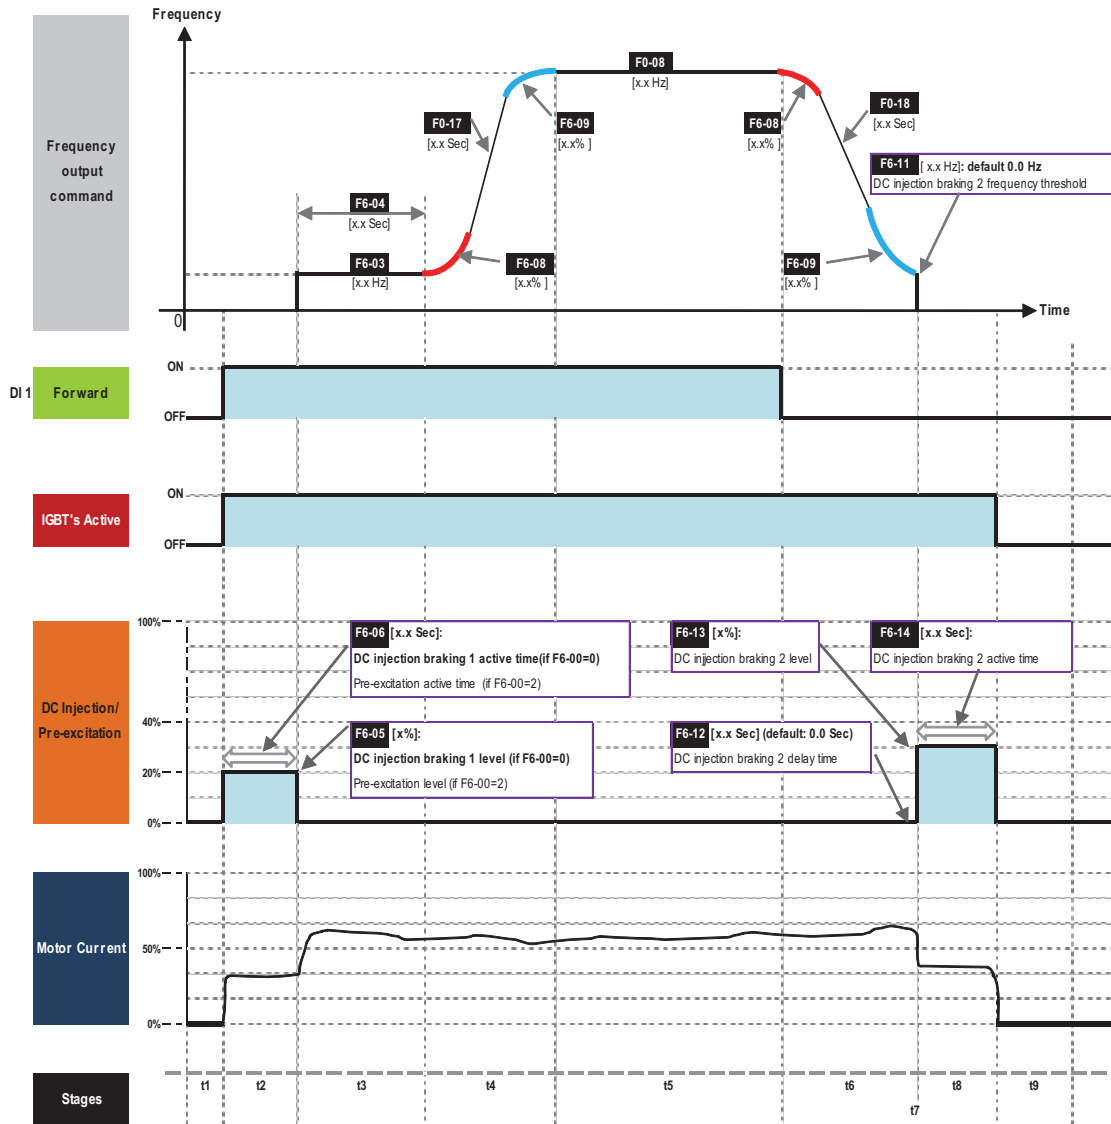 Frequency
Frequency
output
command
F0-08
[x.x Hz]
F0-17
[x.x Sec]
F6-09
[x.x% ]
F6-08
[x.x% ]
F0-18
[x.x Sec]
F6-11 [ x.x Hz]: default 0.0 Hz
DC injection braking 2 frequency threshold
F6-04
[x.x Sec]
F6-03
[x.x Hz]
F6-08
[x.x% ]
F6-09
[x.x% ]
0
Time
DI 1
Forward
ON
OFF
IGBT's Active
ON
OFF
DC Injection/
Pre-excitation
100%
40%
20%
0%
F6-06 [x.x Sec]:
DC injection braking 1 active time(if F6-00=0)
Pre-excitation active time (if F6-00=2)
F6-13 [x%]:
DC injection braking 2 level
F6-14 [x.x Sec]:
DC injection braking 2 active time
F6-05 [x%]:
DC injection braking 1 level (if F6-00=0)
Pre-excitation level (if F6-00=2)
F6-12 [x.x Sec] (default: 0.0 Sec)
DC injection braking 2 delay time
Motor Current
100%
50%
0%
Stages
t1
t2
t3
t4
t5
t6
t7
t8
t9